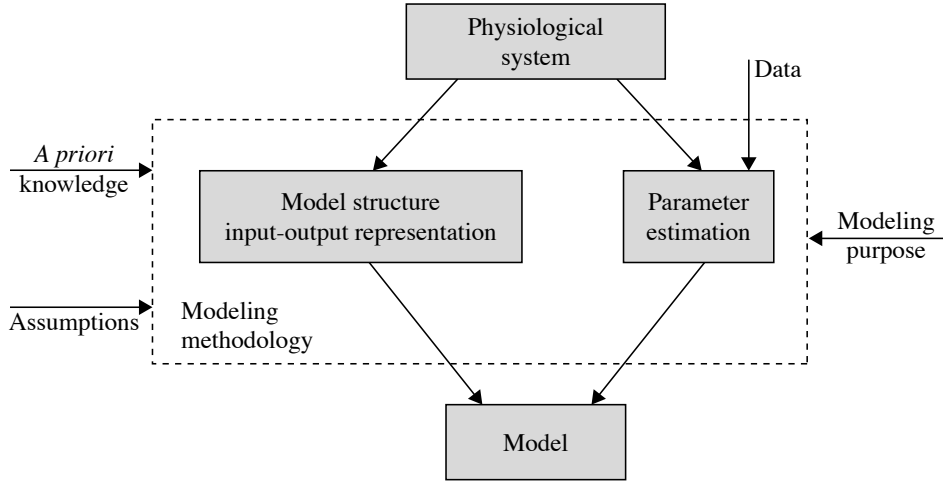 Physiological
system
Data
A priori
knowledge
Model structure
input-output representation
Parameter
estimation
Modeling
purpose
Assumptions
Modeling
methodology
Model